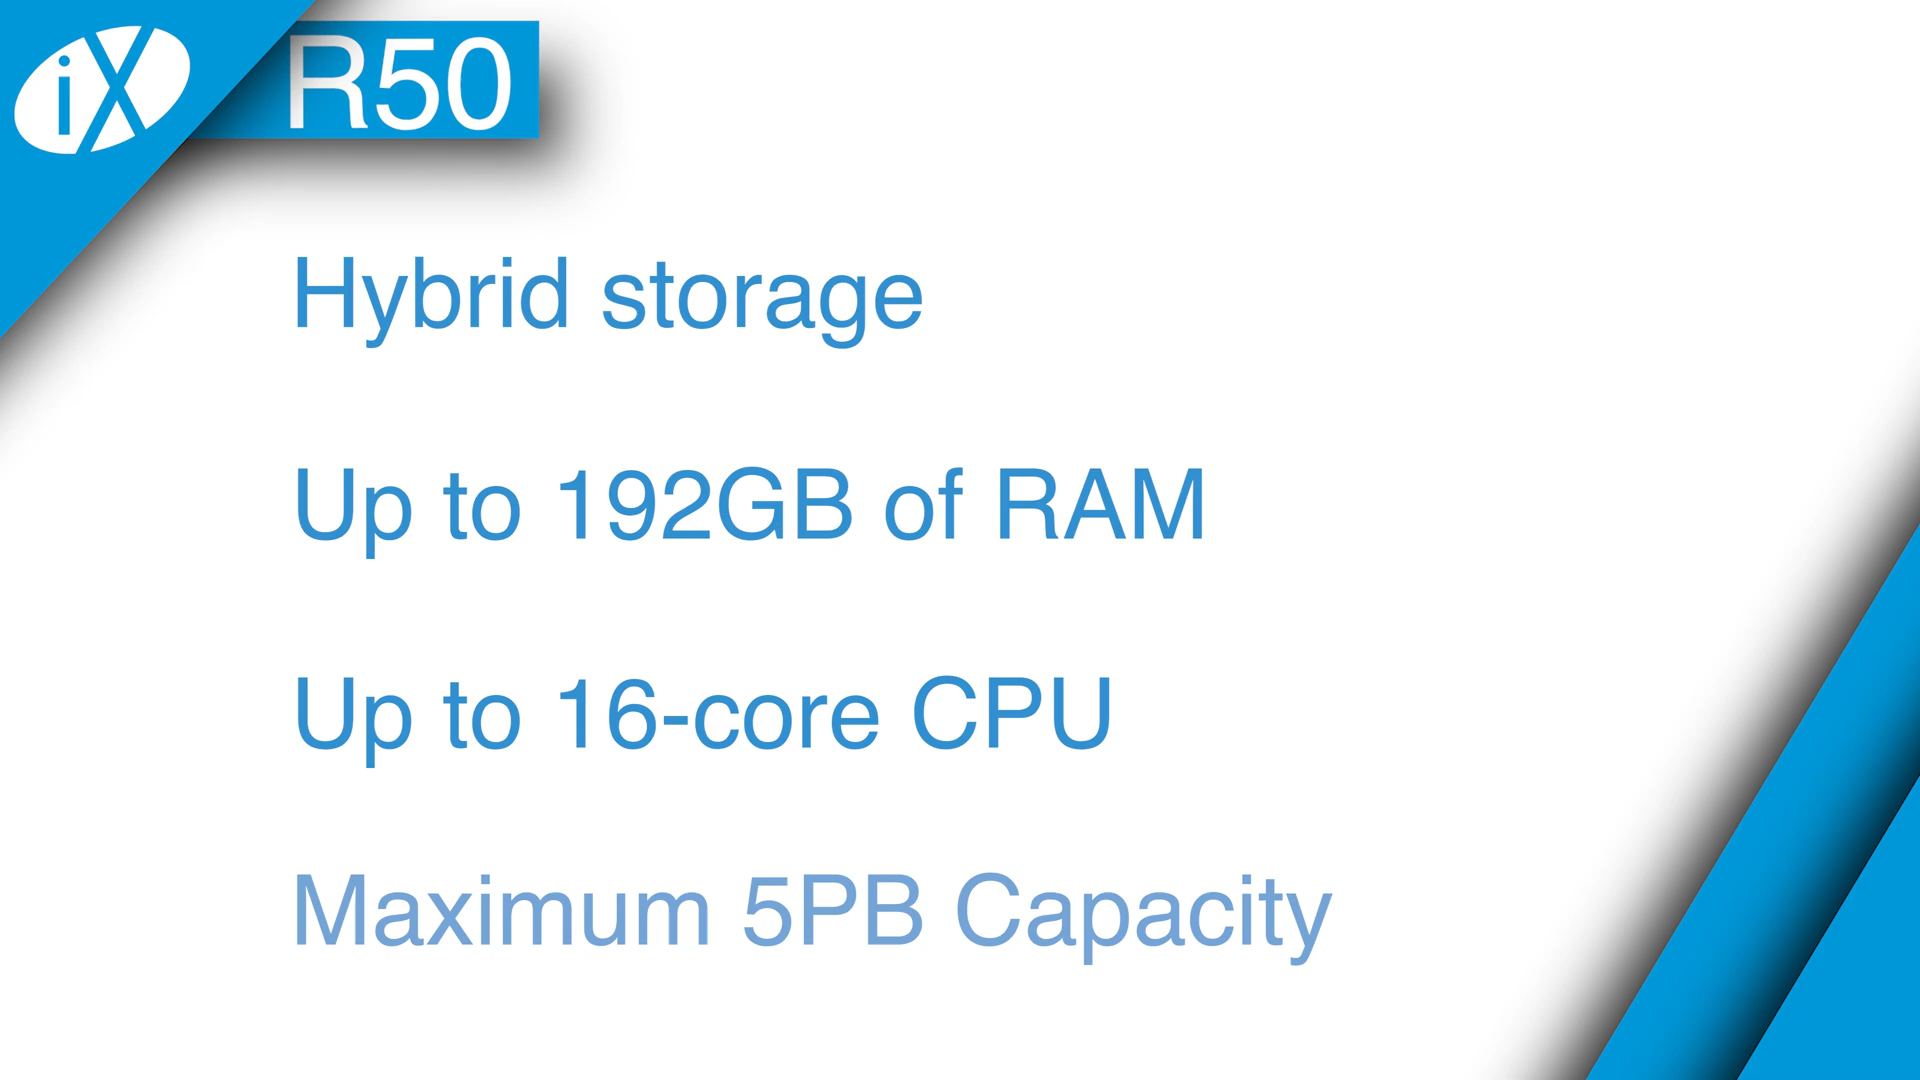 iX
R50
Hybrid storage
Up to 192GB of RAM
Up to 16-core CPU
Maximum 5PB Capacity